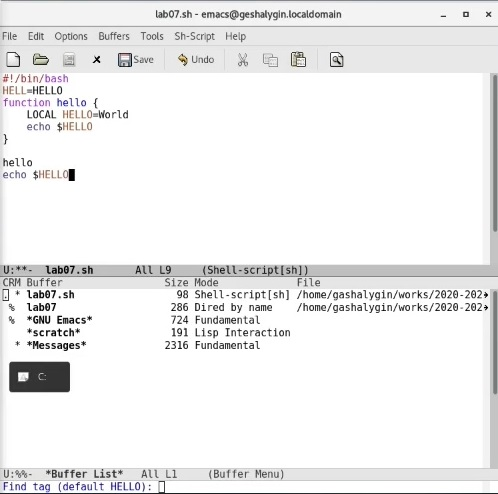 lab07.sh - emacs@geshalygin.localdomain
File Edit Options Buffers Tools Sh-Script Help
Save Undo
#!/bin/bash
HELL=HELLO
function hello {
    LOCAL HELLO=World
    echo $HELLO
}
hello
echo $HELLO
U:**- lab07.sh All L9 (Shell-script[sh])
CRM Buffer Size Mode File
. * lab07.sh 98 Shell-script[sh] /home/gashalygin/works/2020-202
% lab07 286 Dired by name /home/gashalygin/works/2020-202
% *GNU Emacs* 724 Fundamental
*scratch* 191 Lisp Interaction
* *Messages* 2316 Fundamental
C:
U:%%- *Buffer List* All L1 (Buffer Menu)
Find tag (default HELLO):